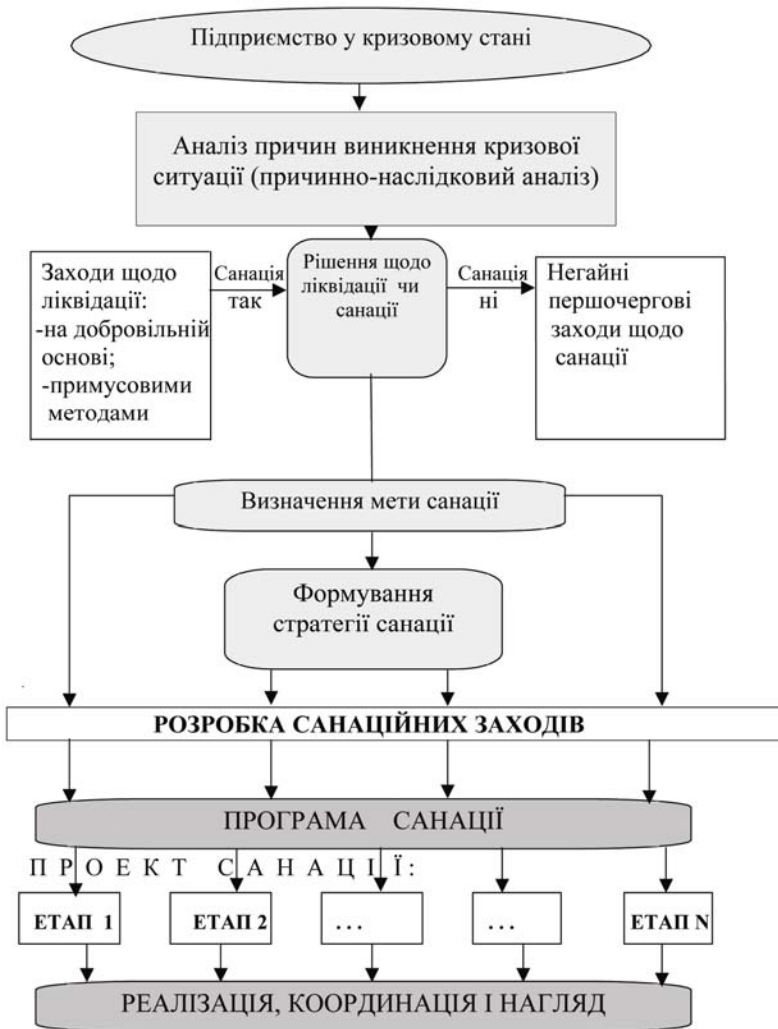 Підприємство у кризовому стані
Аналіз причин виникнення кризової
ситуації (причинно-наслідковий аналіз)
Заходи щодо
ліквідації:
-на добровільній
основі;
-примусовими
методами
Санація
так
Рішення щодо
ліквідації чи
санації
Санація
ні
Негайні
першочергові
заходи щодо
санації
Визначення мети санації
Формування
стратегії санації
РОЗРОБКА САНАЦІЙНИХ ЗАХОДІВ
ПРОГРАМА САНАЦІЇ
ПРОЕКТ САНАЦІЇ:
ЕТАП 1
ЕТАП 2
...
...
ЕТАП N
РЕАЛІЗАЦІЯ, КООРДИНАЦІЯ І НАГЛЯД